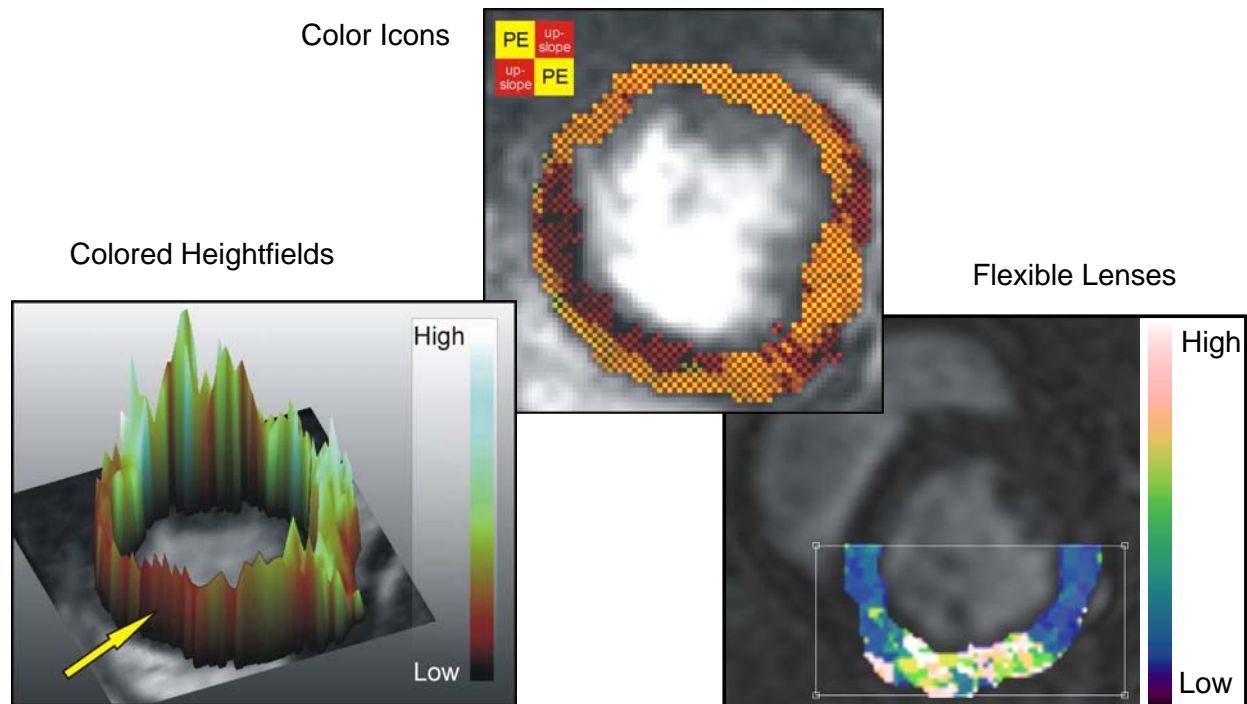 Color Icons
PE up-
slope
up-
slope PE
Colored Heightfields
High
Low
Flexible Lenses
High
Low